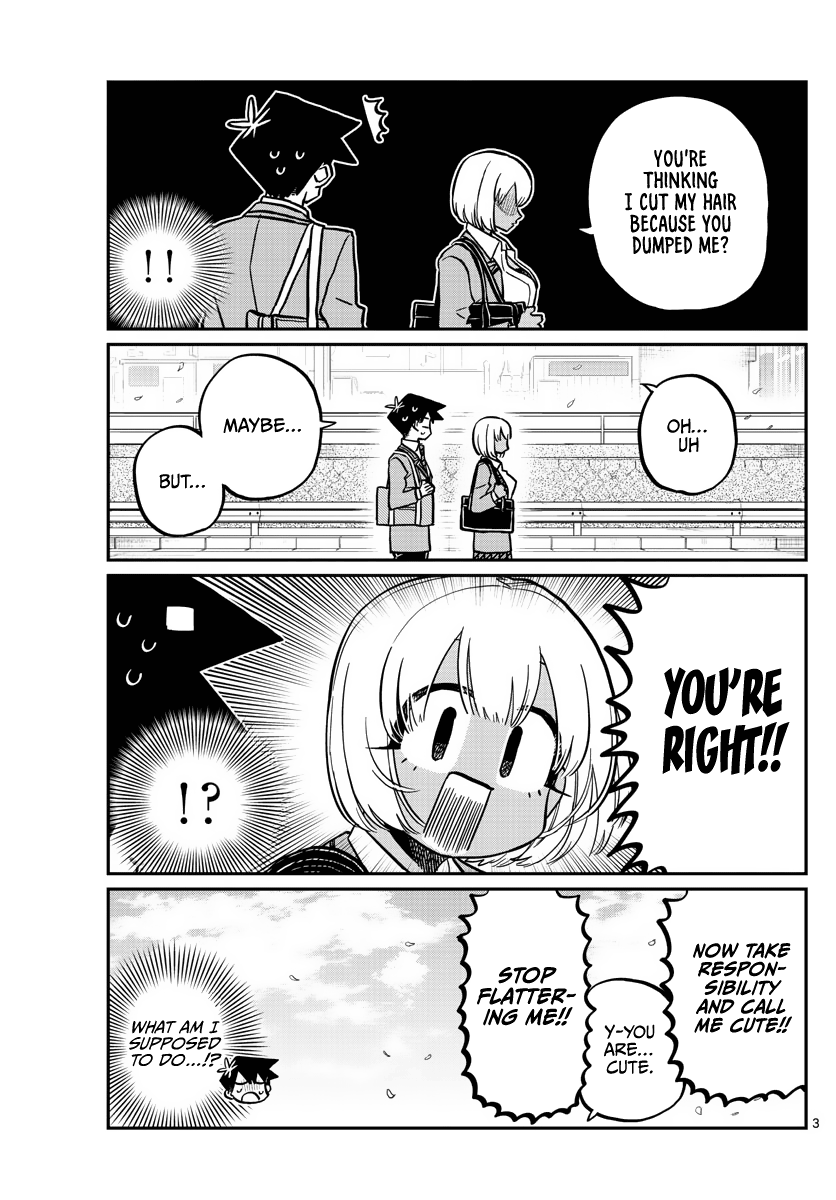 YOU'RE
THINKING
I CUT MY HAIR
BECAUSE YOU
DUMPED ME?
!!
OH...
UH
MAYBE...
BUT...
YOU'RE
RIGHT!!
!?
NOW TAKE
RESPON-
SIBILITY
AND CALL
ME CUTE!!
Y-YOU
ARE...
CUTE.
STOP
FLATTER-
ING ME!!
WHAT AM I
SUPPOSED
TO DO...!?
3